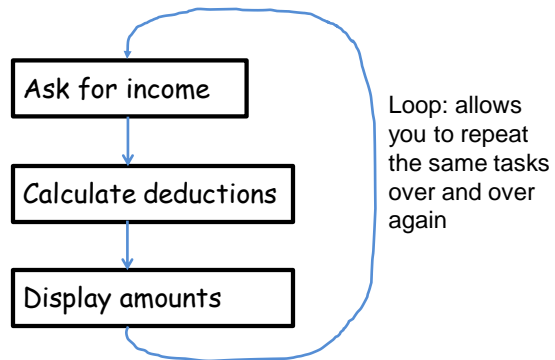 Ask for income
Calculate deductions
Display amounts
Loop: allows
you to repeat
the same tasks
over and over
again